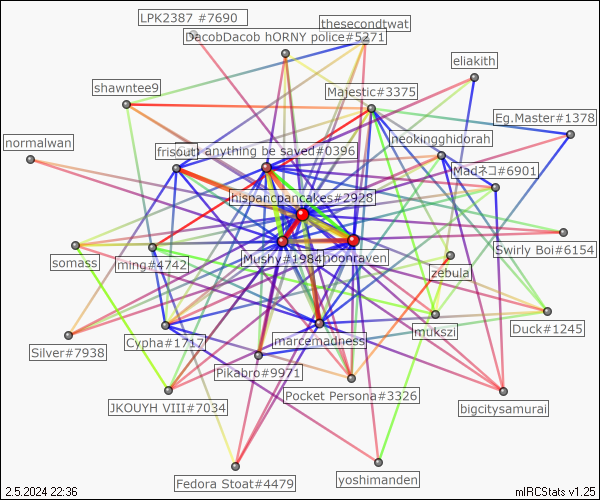 LPK2387 #7690
thesecondtwat
DacobDacob hORNY police#5271
eliakith
shawntee9
Majestic#3375
Eg.Master#1378
normalwan
neokingghidorah
frisouti
anything be saved#0396
Madネコ#6901
hispancpancakes#2928
somass
ming#4742
Mushy#1984
noonraven
Swirly Boi#6154
zebula
Silver#7938
Cypha#1717
marcemadness
mukszi
Duck#1245
Pikabro#9971
JKOUYH VIII#7034
Pocket Persona#3326
bigcitysamurai
Fedora Stoat#4479
yoshimanden
2.5.2024 22:36
mIRCStats v1.25